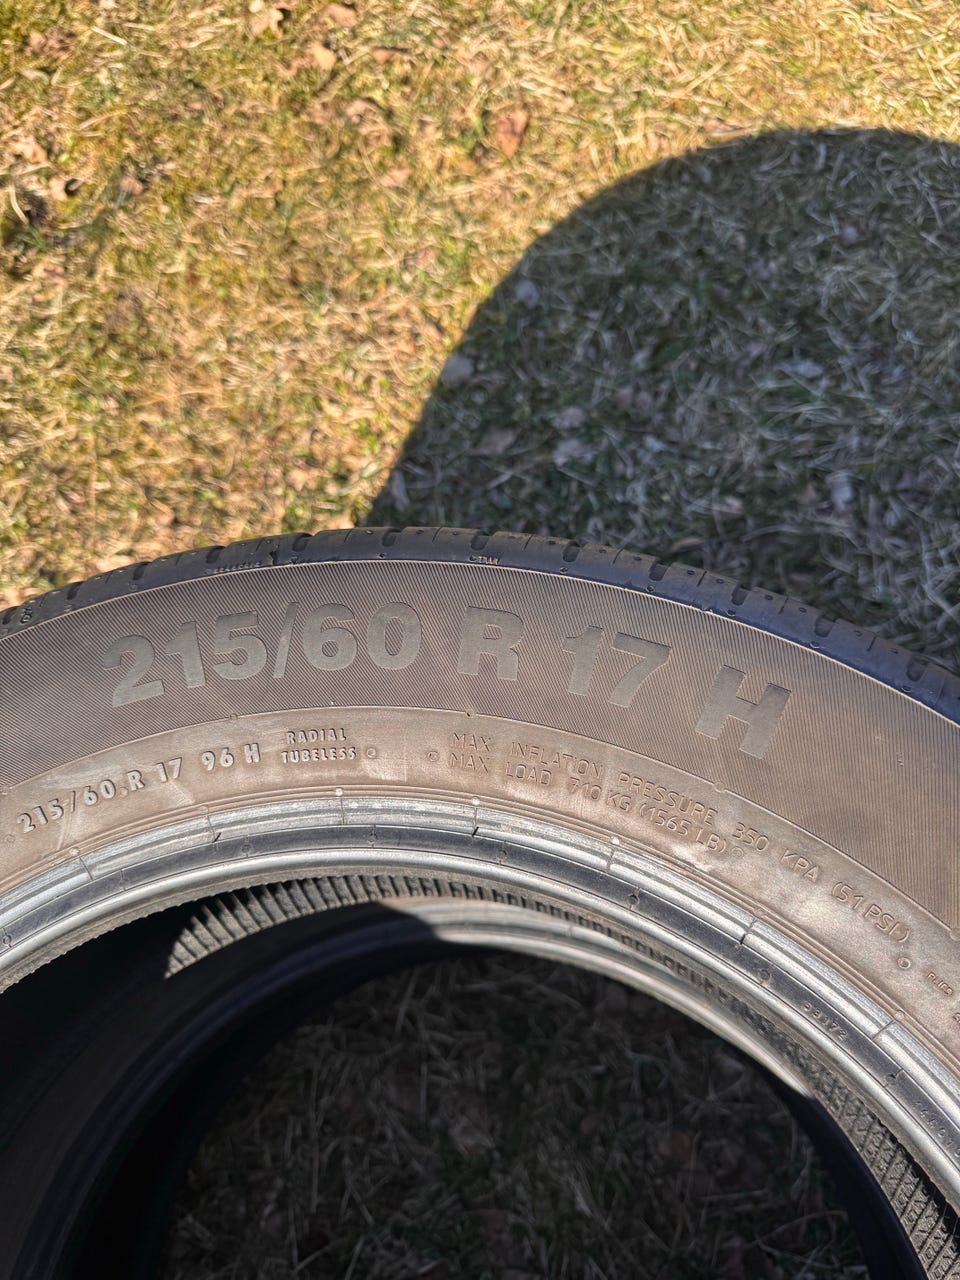 215/60 R 17 H
215/60 R 17 96 H
RADIAL
TUBELESS
MAX INFLATION PRESSURE 350 KPA (51 PSI)
MAX LOAD 710 KG (1565 LB)